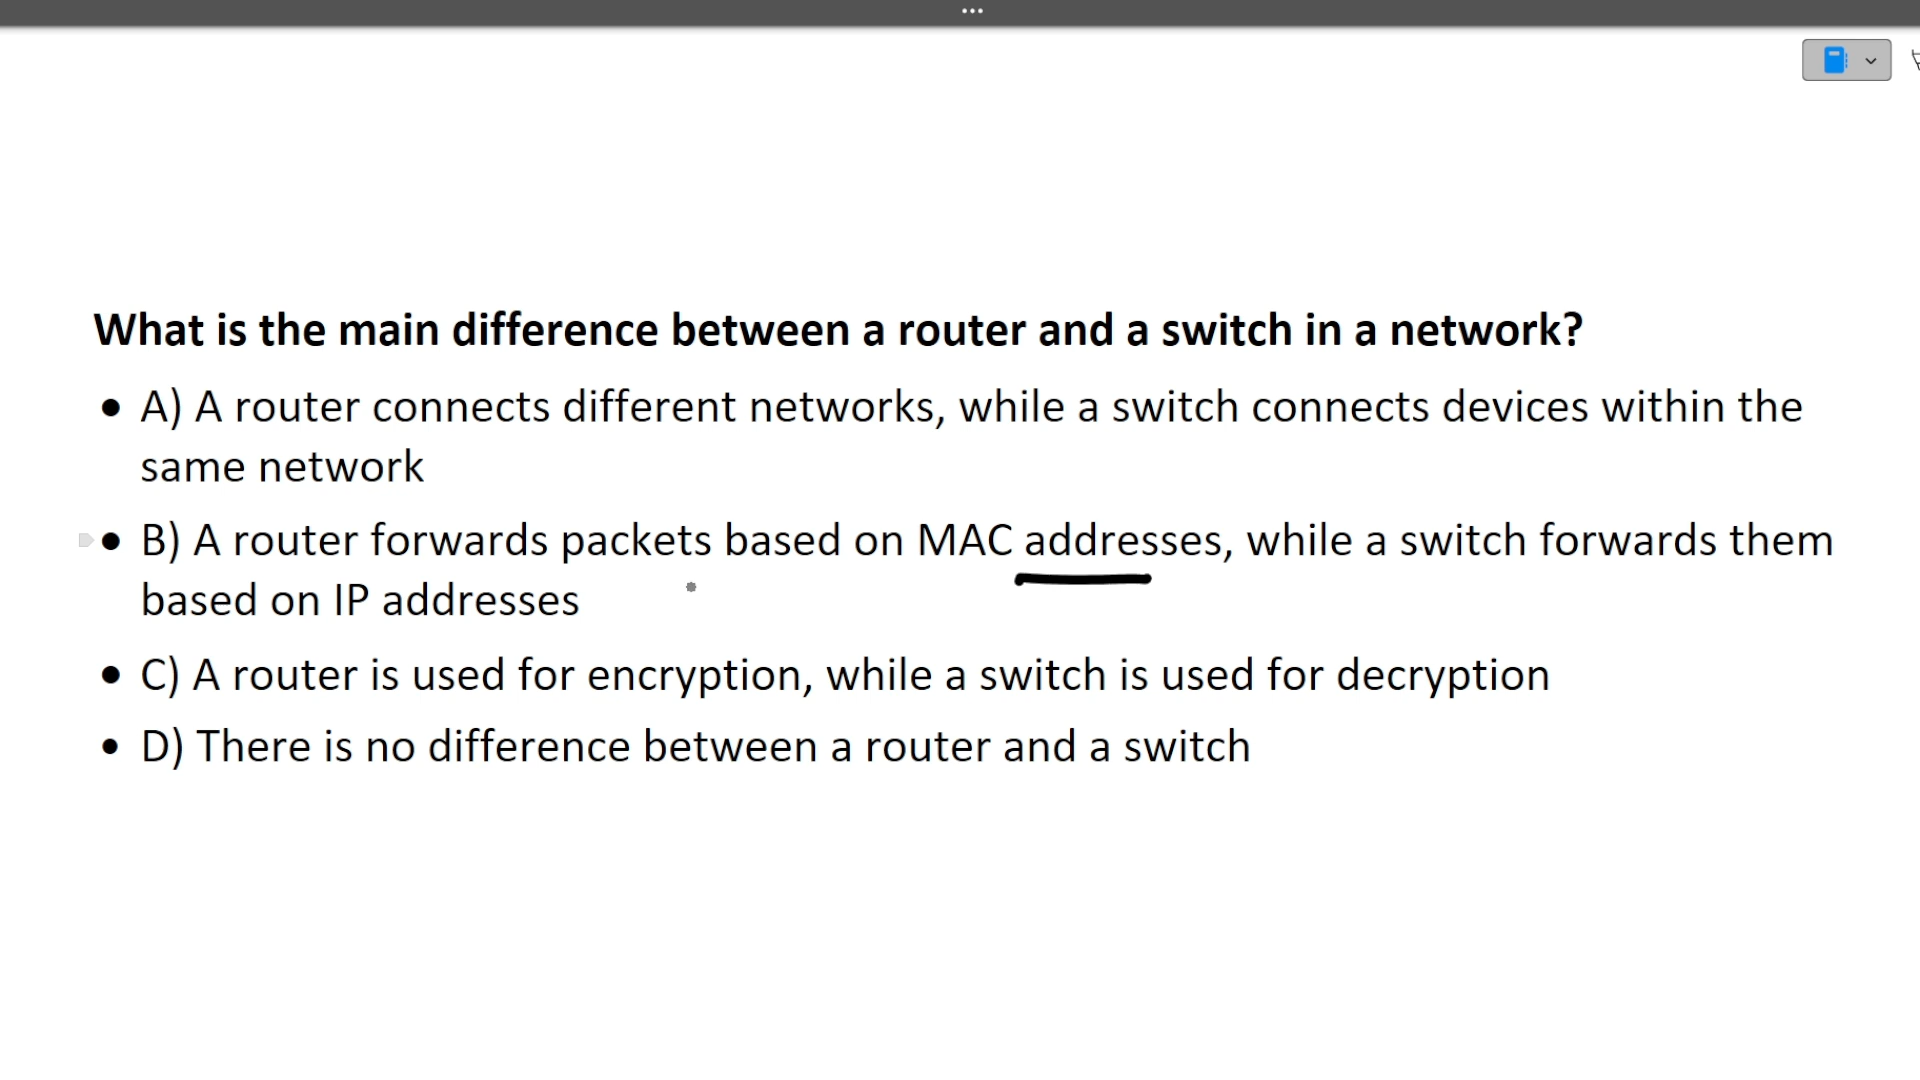 What is the main difference between a router and a switch in a network?
• A) A router connects different networks, while a switch connects devices within the
same network
• B) A router forwards packets based on MAC addresses, while a switch forwards them
based on IP addresses
• C) A router is used for encryption, while a switch is used for decryption
• D) There is no difference between a router and a switch